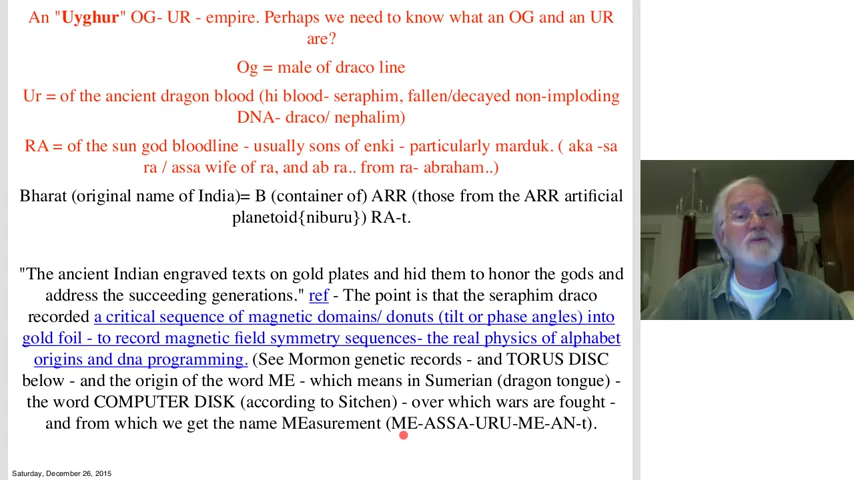 An "Uyghur" OG- UR - empire. Perhaps we need to know what an OG and an UR
are?
Og = male of draco line
Ur = of the ancient dragon blood (hi blood- seraphim, fallen/decayed non-imploding
DNA- draco/ nephalim)
RA = of the sun god bloodline - usually sons of enki - particularly marduk. ( aka -sa
ra / assa wife of ra, and ab ra.. from ra- abraham..)
Bharat (original name of India)= B (container of) ARR (those from the ARR artificial
planetoid{niburu}) RA-t.
"The ancient Indian engraved texts on gold plates and hid them to honor the gods and
address the succeeding generations." ref - The point is that the seraphim draco
recorded a critical sequence of magnetic domains/ donuts (tilt or phase angles) into
gold foil - to record magnetic field symmetry sequences- the real physics of alphabet
origins and dna programming. (See Mormon genetic records - and TORUS DISC
below - and the origin of the word ME - which means in Sumerian (dragon tongue) -
the word COMPUTER DISK (according to Sitchen) - over which wars are fought -
and from which we get the name MEasurement (ME-ASSA-URU-ME-AN-t).
Saturday, December 26, 2015